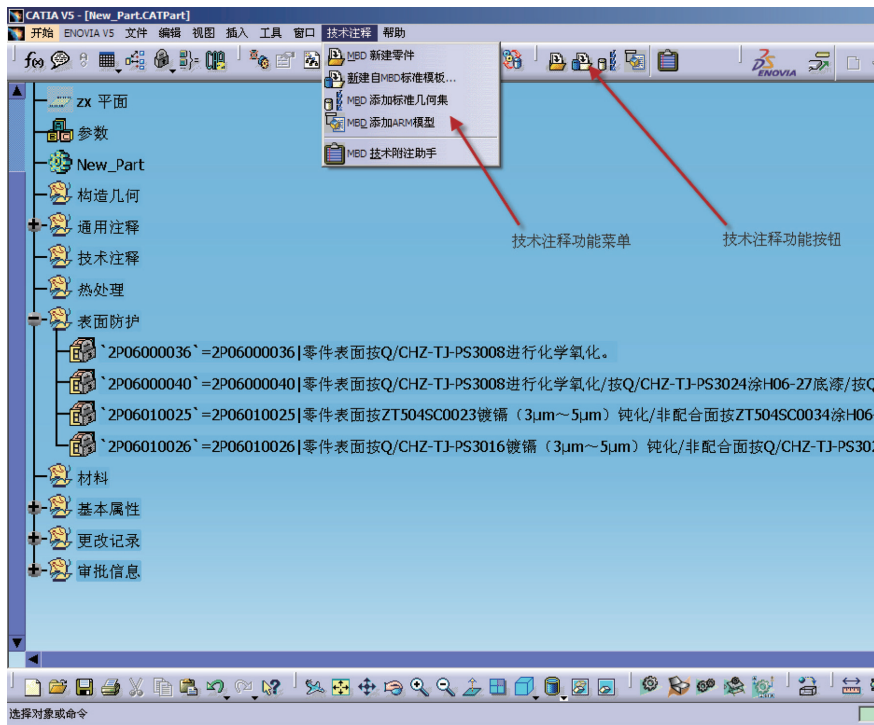 CATIA V5 - [New_Part.CATPart]
开始 ENOVIA V5 文件 编辑 视图 插入 工具 窗口 技术注释 帮助
MBD 新建零件
新建自MBD标准模板...
MBD 添加标准几何集
MBD 添加ARM模型
MBD 技术附注助手
ENOVIA
zx 平面
参数
New_Part
构造几何
技术注释功能菜单
技术注释功能按钮
通用注释
技术注释
热处理
表面防护
`2P06000036`=2P06000036|零件表面按Q/CHZ-TJ-PS3008进行化学氧化。
`2P06000040`=2P06000040|零件表面按Q/CHZ-TJ-PS3008进行化学氧化/按Q/CHZ-TJ-PS3024涂H06-27底漆/按Q
`2P06010025`=2P06010025|零件表面按ZT504SC0023镀镉（3μm～5μm）钝化/非配合面按ZT504SC0034涂H06
`2P06010026`=2P06010026|零件表面按Q/CHZ-TJ-PS3016镀镉（3μm～5μm）钝化/非配合面按Q/CHZ-TJ-PS302
材料
基本属性
更改记录
审批信息
选择对象或命令